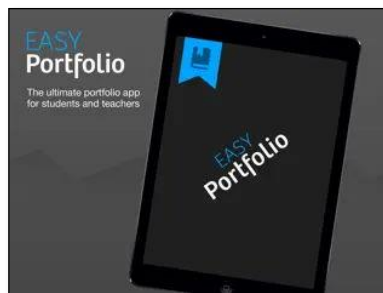 EASY
Portfolio
The ultimate portfolio app
for students and teachers
EASY
Portfolio